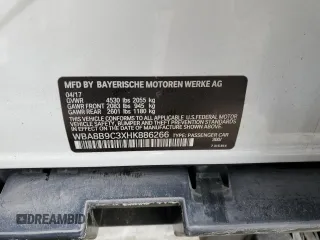 MFD BY BAYERISCHE MOTOREN WERKE AG
04/17
GVWR 4530 lbs 2055 kg
GAWR FRONT 2083 lbs 945 kg
GAWR REAR 2601 lbs 1180 kg
THIS VEHICLE CONFORMS TO ALL APPLICABLE U.S. FEDERAL MOTOR
VEHICLE SAFETY, BUMPER, AND THEFT PREVENTION STANDARDS
IN EFFECT ON THE DATE OF MANUFACTURE SHOWN ABOVE.
WBA8B9C3XHK886266 TYPE: PASSENGER CAR